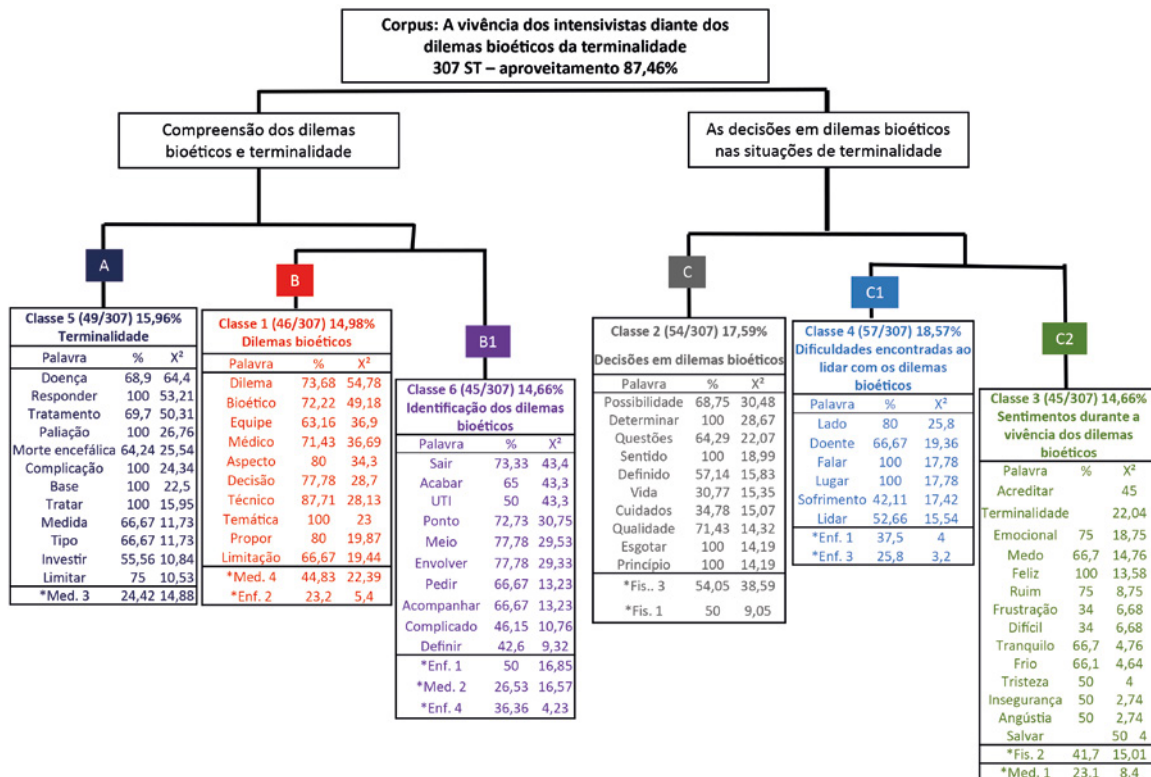 Corpus: A vivência dos intensivistas diante dos
dilemas bioéticos da terminalidade
307 ST – aproveitamento 87,46%
Compreensão dos dilemas
bioéticos e terminalidade
As decisões em dilemas bioéticos
nas situações de terminalidade
A
Classe 5 (49/307) 15,96%
Terminalidade
Palavra % X²
Doença 68,9 64,4
Responder 100 53,21
Tratamento 69,7 50,31
Paliação 100 26,76
Morte encefálica 64,24 25,54
Complicação 100 24,34
Base 100 22,5
Tratar 100 15,95
Medida 66,67 11,73
Tipo 66,67 11,73
Investir 55,56 10,84
Limitar 75 10,53
*Med. 3 24,42 14,88
B
Classe 1 (46/307) 14,98%
Dilemas bioéticos
Palavra % X²
Dilema 73,68 54,78
Bioético 72,22 49,18
Equipe 63,16 36,9
Médico 71,43 36,69
Aspecto 80 34,3
Decisão 77,78 28,7
Técnico 87,71 28,13
Temática 100 23
Propor 80 19,87
Limitação 66,67 19,44
*Med. 4 44,83 22,39
*Enf. 2 23,2 5,4
B1
Classe 6 (45/307) 14,66%
Identificação dos dilemas
bioéticos
Palavra % X²
Sair 73,33 43,4
Acabar 65 43,3
UTI 50 43,3
Ponto 72,73 30,75
Meio 77,78 29,53
Envolver 77,78 29,33
Pedir 66,67 13,23
Acompanhar 66,67 13,23
Complicado 46,15 10,76
Definir 42,6 9,32
*Enf. 1 50 16,85
*Med. 2 26,53 16,57
*Enf. 4 36,36 4,23
C
Classe 2 (54/307) 17,59%
Decisões em dilemas bioéticos
Palavra % X²
Possibilidade 68,75 30,48
Determinar 100 28,67
Questões 64,29 22,07
Sentido 100 18,99
Definido 57,14 15,83
Vida 30,77 15,35
Cuidados 34,78 15,07
Qualidade 71,43 14,32
Esgotar 100 14,19
Princípio 100 14,19
*Fis.. 3 54,05 38,59
*Fis. 1 50 9,05
C1
Classe 4 (57/307) 18,57%
Dificuldades encontradas ao
lidar com os dilemas
bioéticos
Palavra % X²
Lado 80 25,8
Doente 66,67 19,36
Falar 100 17,78
Lugar 100 17,78
Sofrimento 42,11 17,42
Lidar 52,66 15,54
*Enf. 1 37,5 4
*Enf. 3 25,8 3,2
C2
Classe 3 (45/307) 14,66%
Sentimentos durante a
vivência dos dilemas
bioéticos
Palavra % X²
Acreditar 45
Terminalidade 22,04
Emocional 75 18,75
Medo 66,7 14,76
Feliz 100 13,58
Ruim 75 8,75
Frustração 34 6,68
Difícil 34 6,68
Tranquilo 66,7 4,76
Frio 66,1 4,64
Tristeza 50 4
Insegurança 50 2,74
Angústia 50 2,74
Salvar 50 4
*Fis. 2 41,7 15,01
*Med. 1 23,1 8,4